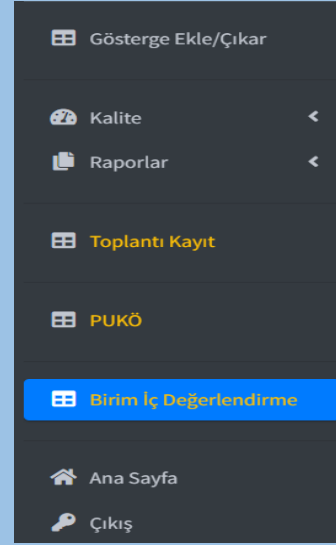 Gösterge Ekle/Çıkar
Kalite
Raporlar
Toplantı Kayıt
PUKÖ
Birim İç Değerlendirme
Ana Sayfa
Çıkış